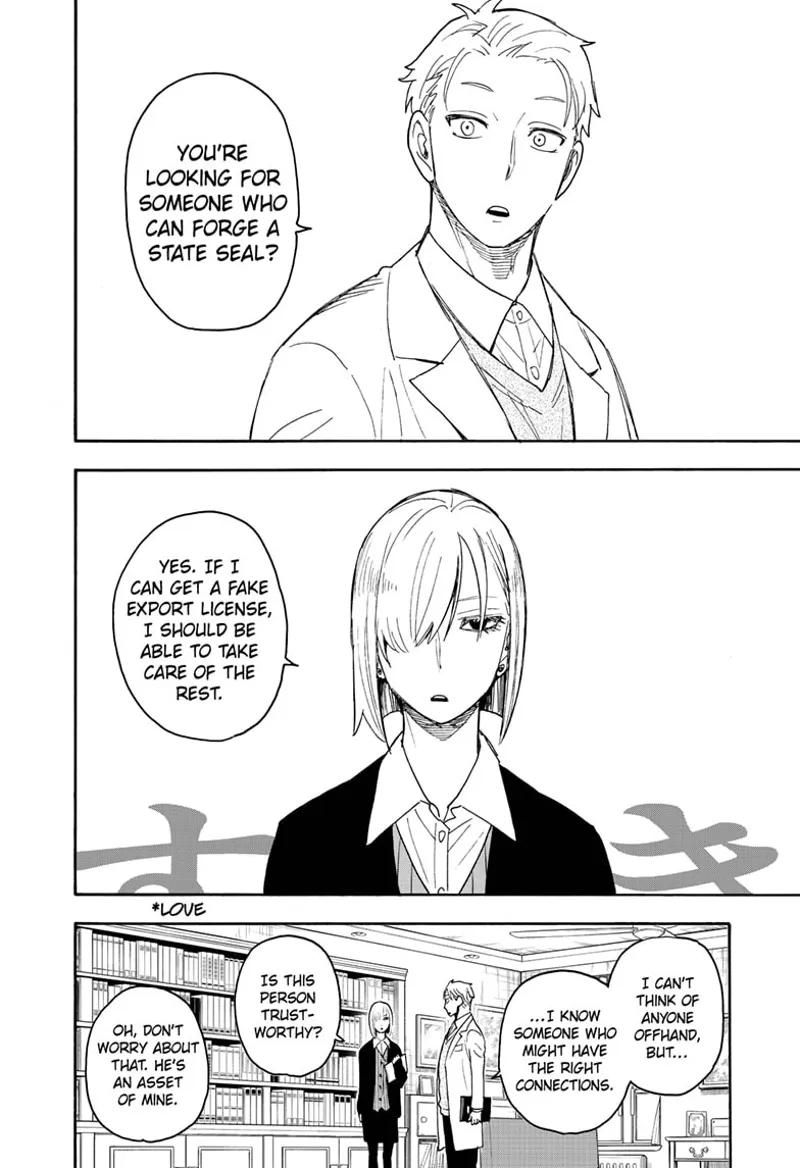 YOU'RE
LOOKING FOR
SOMEONE WHO
CAN FORGE A
STATE SEAL?
YES. IF I
CAN GET A FAKE
EXPORT LICENSE,
I SHOULD BE
ABLE TO TAKE
CARE OF THE
REST.
すき
*LOVE
I CAN'T
THINK OF
ANYONE
OFFHAND,
BUT...
...I KNOW
SOMEONE WHO
MIGHT HAVE
THE RIGHT
CONNECTIONS.
IS THIS
PERSON
TRUST-
WORTHY?
OH, DON'T
WORRY ABOUT
THAT. HE'S
AN ASSET
OF MINE.